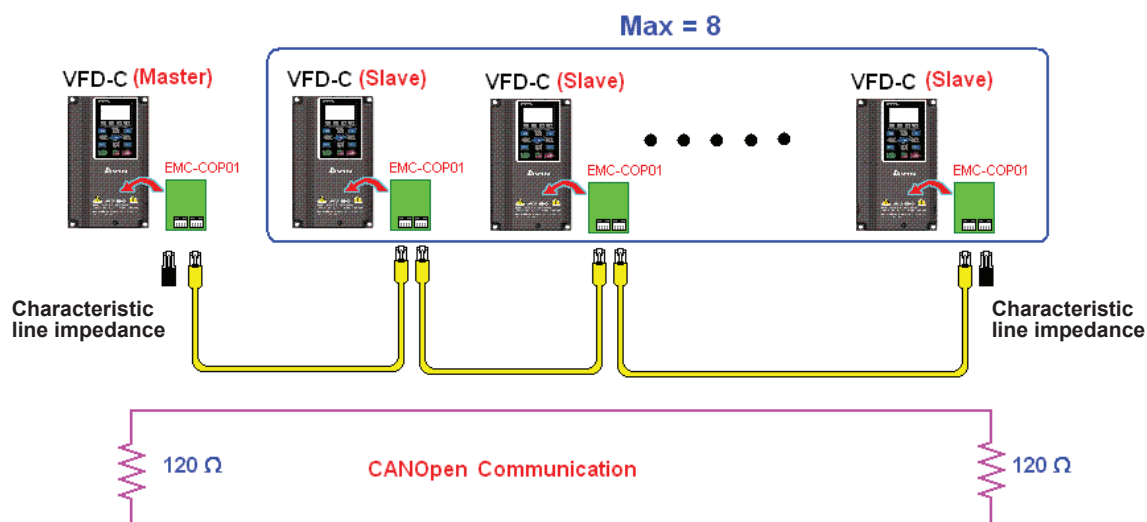 Max = 8
VFD-C (Master)
VFD-C (Slave)
VFD-C (Slave)
VFD-C (Slave)
EMC-COP01
EMC-COP01
EMC-COP01
EMC-COP01
Characteristic
line impedance
Characteristic
line impedance
120 Ω
CANOpen Communication
120 Ω